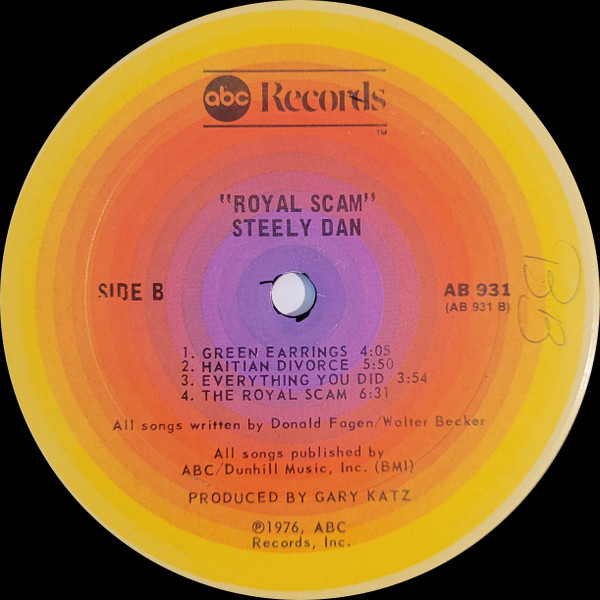 abc Records
TM
"ROYAL SCAM"
STEELY DAN
SIDE B
AB 931
(AB 931 B)
BB
1. GREEN EARRINGS 4:05
2. HAITIAN DIVORCE 5:50
3. EVERYTHING YOU DID 3:54
4. THE ROYAL SCAM 6:31
All songs written by Donald Fagen/Walter Becker
All songs published by
ABC/Dunhill Music, Inc. (BMI)
PRODUCED BY GARY KATZ
℗1976, ABC
Records, Inc.